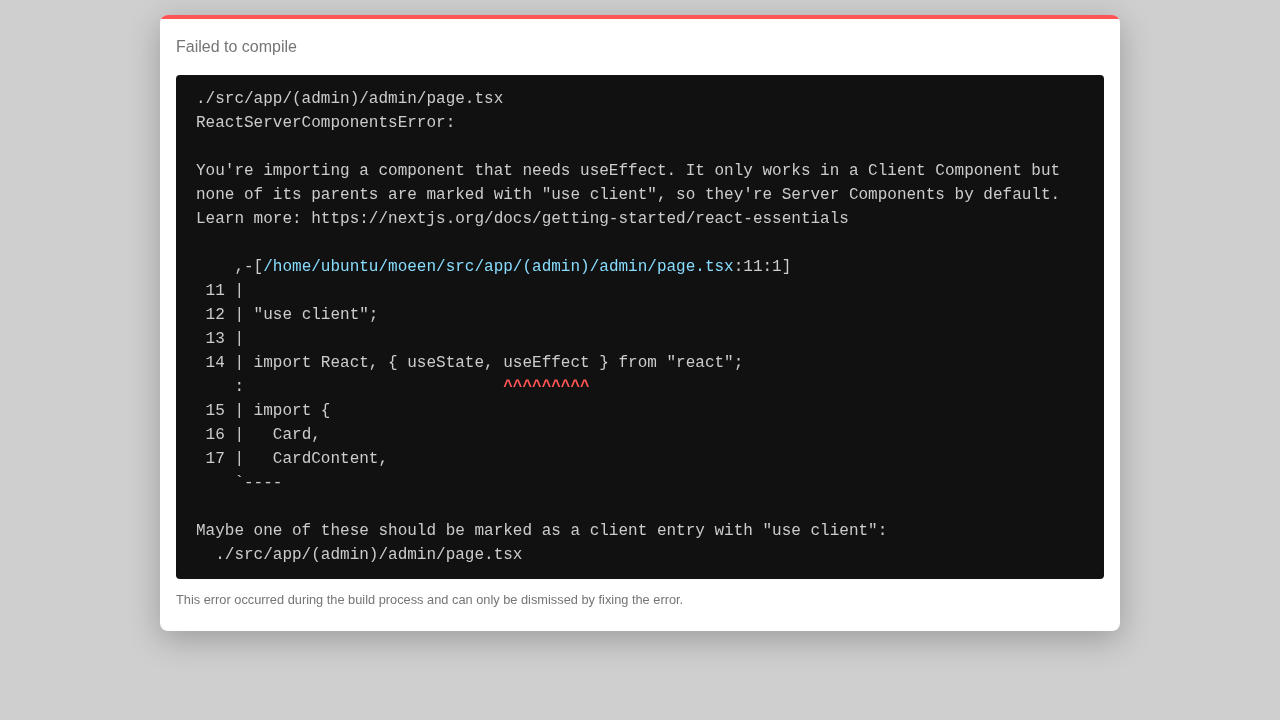 Failed to compile
./src/app/(admin)/admin/page.tsx
ReactServerComponentsError:
You're importing a component that needs useEffect. It only works in a Client Component but
none of its parents are marked with "use client", so they're Server Components by default.
Learn more: https://nextjs.org/docs/getting-started/react-essentials
    ,-[/home/ubuntu/moeen/src/app/(admin)/admin/page.tsx:11:1]
 11 |
 12 | "use client";
 13 |
 14 | import React, { useState, useEffect } from "react";
    :                           ^^^^^^^^^
 15 | import {
 16 |   Card,
 17 |   CardContent,
    `----
Maybe one of these should be marked as a client entry with "use client":
  ./src/app/(admin)/admin/page.tsx
This error occurred during the build process and can only be dismissed by fixing the error.